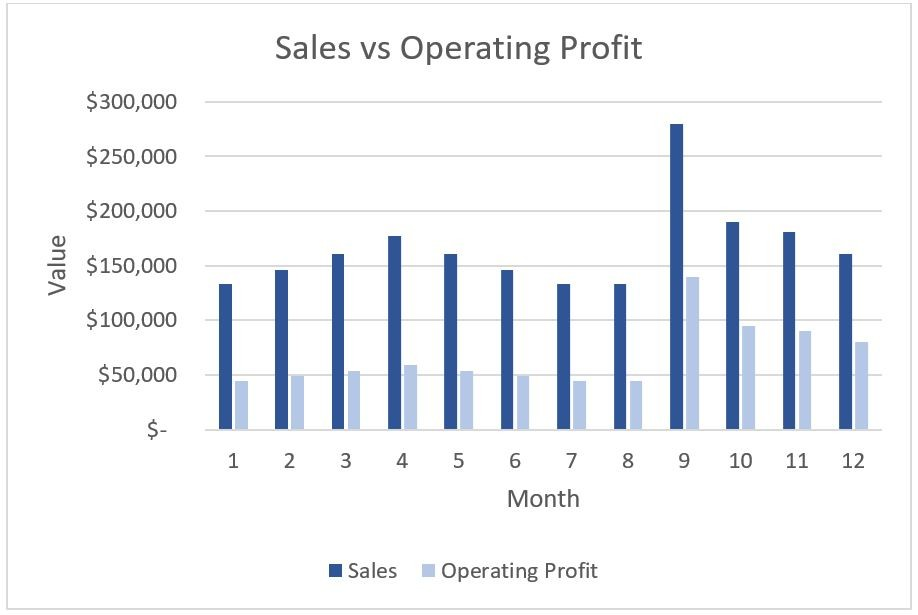 Sales vs Operating Profit
$300,000
$250,000
$200,000
$150,000
$100,000
$50,000
$-
Value
1 2 3 4 5 6 7 8 9 10 11 12
Month
Sales Operating Profit